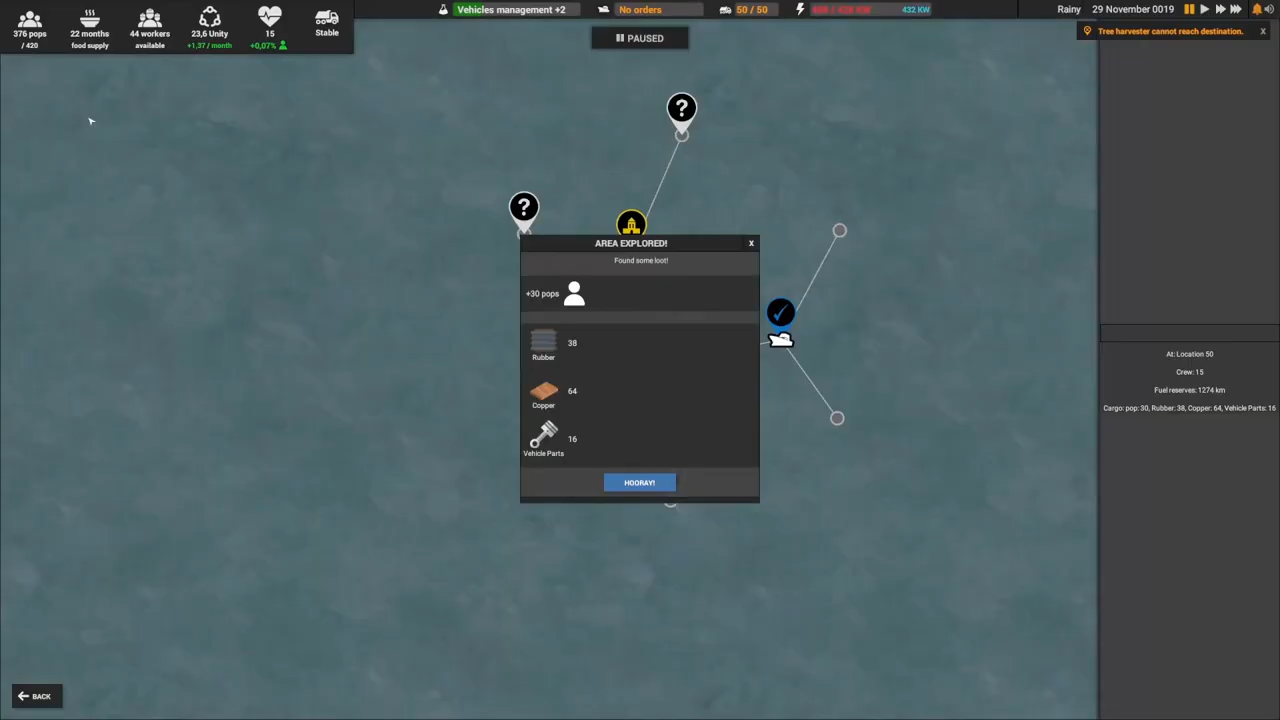 376 pops
/ 420
22 months
food supply
44 workers
available
23,6 Unity
+1,37 / month
15
+0,07%
Stable
Vehicles management +2
No orders
50 / 50
432 KW
Rainy
29 November 0019
PAUSED
Tree harvester cannot reach destination.
X
?
?
AREA EXPLORED!
X
Found some loot!
+30 pops
Rubber
38
Copper
64
Vehicle Parts
16
HOORAY!
At: Location 50
Crew: 15
Fuel reserves: 1274 km
Cargo: pop: 30, Rubber: 38, Copper: 64, Vehicle Parts: 16
BACK